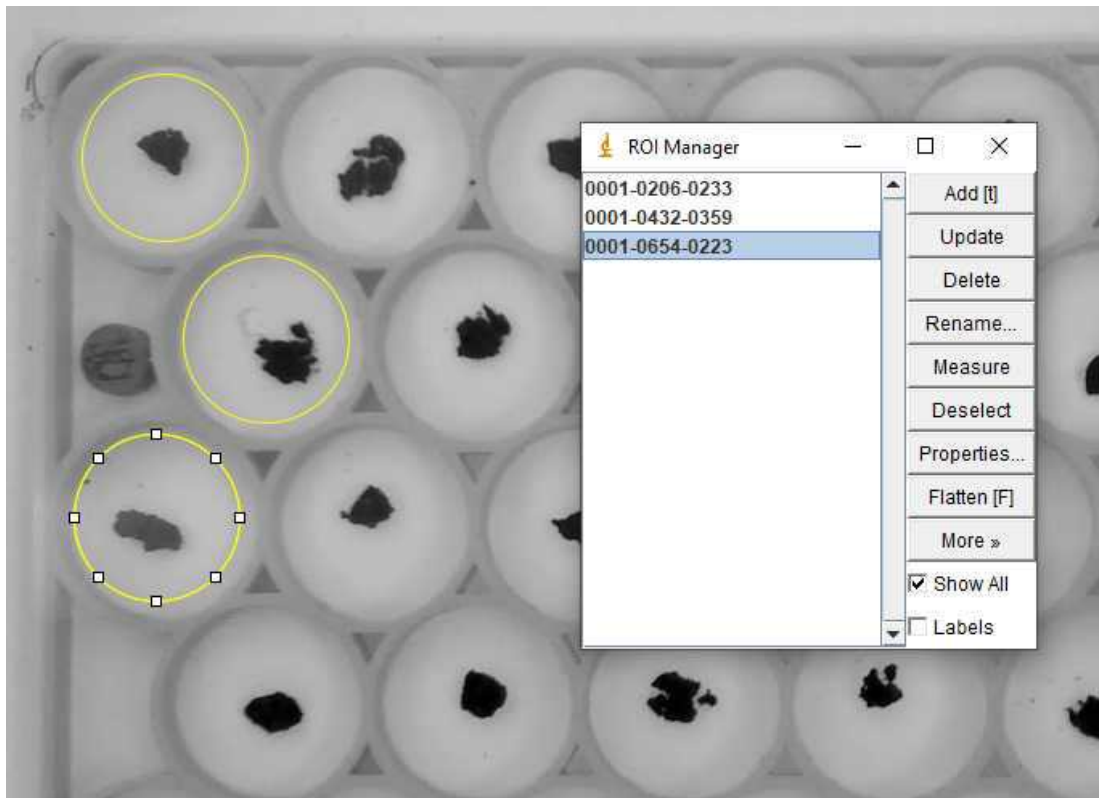 ROI Manager
0001-0206-0233
0001-0432-0359
0001-0654-0223
Add [t]
Update
Delete
Rename...
Measure
Deselect
Properties...
Flatten [F]
More »
Show All
Labels